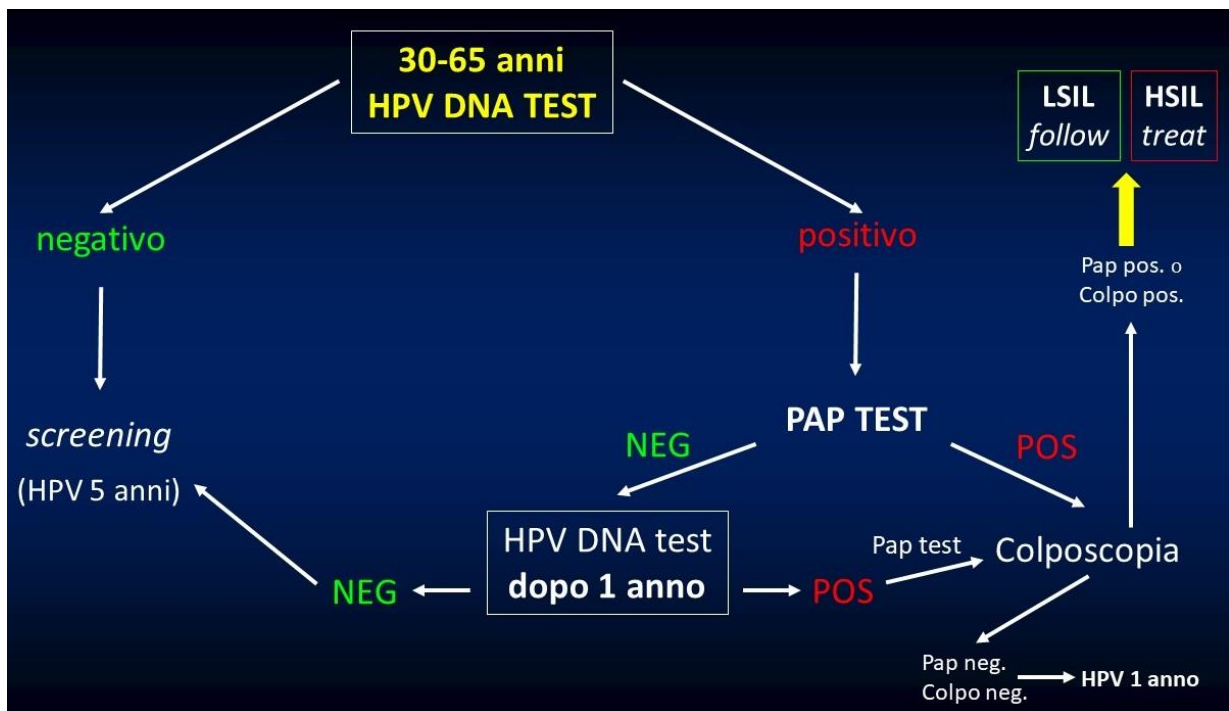 30-65 anni
HPV DNA TEST
LSIL
follow
HSIL
treat
negativo
positivo
Pap pos. o
Colpo pos.
screening
(HPV 5 anni)
PAP TEST
NEG
POS
HPV DNA test
dopo 1 anno
NEG
POS
Pap test
Colposcopia
Pap neg.
Colpo neg.
HPV 1 anno